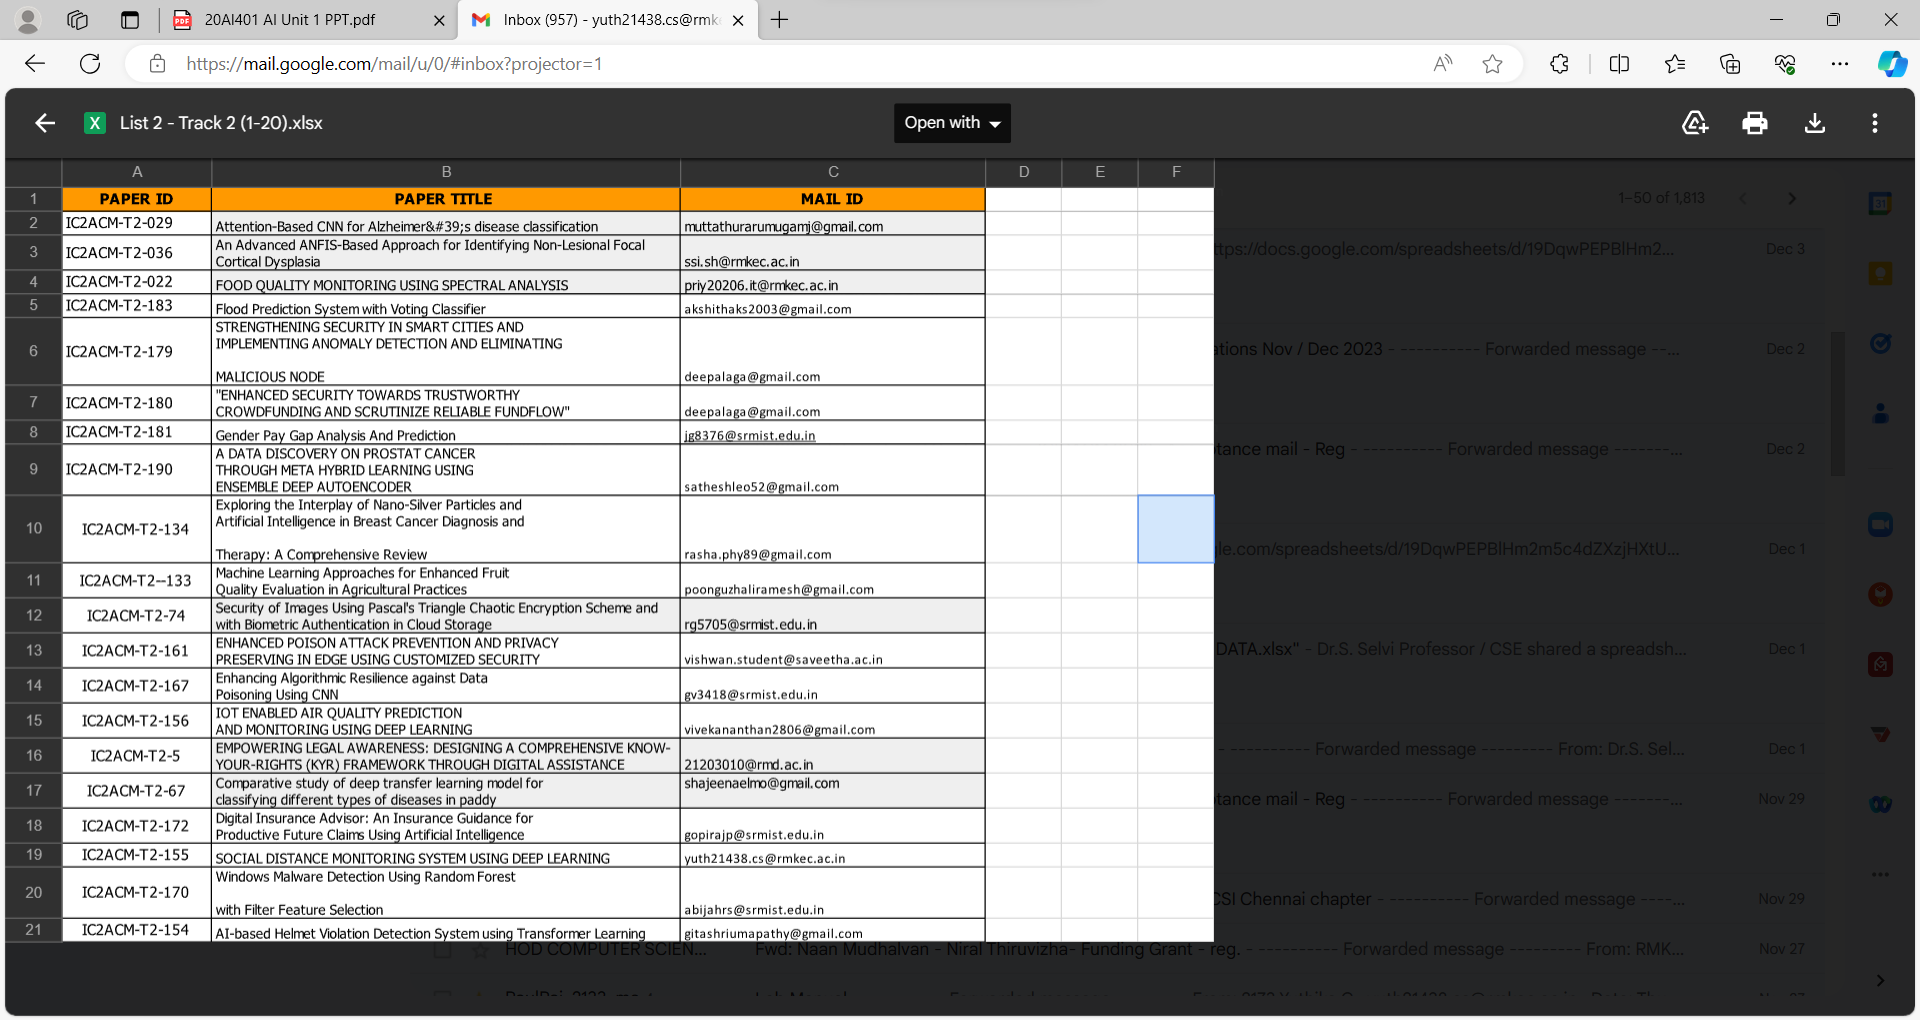 20AI401 AI Unit 1 PPT.pdf
Inbox (957) - yuth21438.cs@rmk
https://mail.google.com/mail/u/0/#inbox?projector=1
List 2 - Track 2 (1-20).xlsx
Open with
A B C D E F
1 PAPER ID PAPER TITLE MAIL ID
2 IC2ACM-T2-029 Attention-Based CNN for Alzheimer&#39;s disease classification muttathurarumugamj@gmail.com
3 IC2ACM-T2-036 An Advanced ANFIS-Based Approach for Identifying Non-Lesional Focal
Cortical Dysplasia ssi.sh@rmkec.ac.in
4 IC2ACM-T2-022 FOOD QUALITY MONITORING USING SPECTRAL ANALYSIS priy20206.it@rmkec.ac.in
5 IC2ACM-T2-183 Flood Prediction System with Voting Classifier akshithaks2003@gmail.com
6 IC2ACM-T2-179 STRENGTHENING SECURITY IN SMART CITIES AND
IMPLEMENTING ANOMALY DETECTION AND ELIMINATING
MALICIOUS NODE deepalaga@gmail.com
7 IC2ACM-T2-180 "ENHANCED SECURITY TOWARDS TRUSTWORTHY
CROWDFUNDING AND SCRUTINIZE RELIABLE FUNDFLOW" deepalaga@gmail.com
8 IC2ACM-T2-181 Gender Pay Gap Analysis And Prediction jg8376@srmist.edu.in
9 IC2ACM-T2-190 A DATA DISCOVERY ON PROSTAT CANCER
THROUGH META HYBRID LEARNING USING
ENSEMBLE DEEP AUTOENCODER satheshleo52@gmail.com
10 IC2ACM-T2-134 Exploring the Interplay of Nano-Silver Particles and
Artificial Intelligence in Breast Cancer Diagnosis and
Therapy: A Comprehensive Review rasha.phy89@gmail.com
11 IC2ACM-T2--133 Machine Learning Approaches for Enhanced Fruit
Quality Evaluation in Agricultural Practices poonguzhaliramesh@gmail.com
12 IC2ACM-T2-74 Security of Images Using Pascal's Triangle Chaotic Encryption Scheme and
with Biometric Authentication in Cloud Storage rg5705@srmist.edu.in
13 IC2ACM-T2-161 ENHANCED POISON ATTACK PREVENTION AND PRIVACY
PRESERVING IN EDGE USING CUSTOMIZED SECURITY vishwan.student@saveetha.ac.in
14 IC2ACM-T2-167 Enhancing Algorithmic Resilience against Data
Poisoning Using CNN gv3418@srmist.edu.in
15 IC2ACM-T2-156 IOT ENABLED AIR QUALITY PREDICTION
AND MONITORING USING DEEP LEARNING vivekananthan2806@gmail.com
16 IC2ACM-T2-5 EMPOWERING LEGAL AWARENESS: DESIGNING A COMPREHENSIVE KNOW-
YOUR-RIGHTS (KYR) FRAMEWORK THROUGH DIGITAL ASSISTANCE 21203010@rmd.ac.in
17 IC2ACM-T2-67 Comparative study of deep transfer learning model for shajeenaelmo@gmail.com
classifying different types of diseases in paddy
18 IC2ACM-T2-172 Digital Insurance Advisor: An Insurance Guidance for
Productive Future Claims Using Artificial Intelligence gopirajp@srmist.edu.in
19 IC2ACM-T2-155 SOCIAL DISTANCE MONITORING SYSTEM USING DEEP LEARNING yuth21438.cs@rmkec.ac.in
20 IC2ACM-T2-170 Windows Malware Detection Using Random Forest
with Filter Feature Selection abijahrs@srmist.edu.in
21 IC2ACM-T2-154 AI-based Helmet Violation Detection System using Transformer Learning gitashriumapathy@gmail.com
1-50 of 1,813
ttps://docs.google.com/spreadsheets/d/19DqwPEPBlHm2... Dec 3
ations Nov / Dec 2023 - ---------- Forwarded message --... Dec 2
tance mail - Reg - ---------- Forwarded message -------... Dec 2
le.com/spreadsheets/d/19DqwPEPBlHm2m5c4dZXzjHXtU... Dec 1
DATA.xlsx" - Dr.S. Selvi Professor / CSE shared a spreadsh... Dec 1
- ---------- Forwarded message --------- From: Dr.S. Sel... Dec 1
tance mail - Reg - ---------- Forwarded message -------... Nov 29
CSI Chennai chapter - ---------- Forwarded message ----... Nov 29
HOD COMPUTER SCIEN... Fwd: Naan Mudhalvan - Niral Thiruvizha- Funding Grant - reg. - ---------- Forwarded message --------- From: RMK... Nov 27